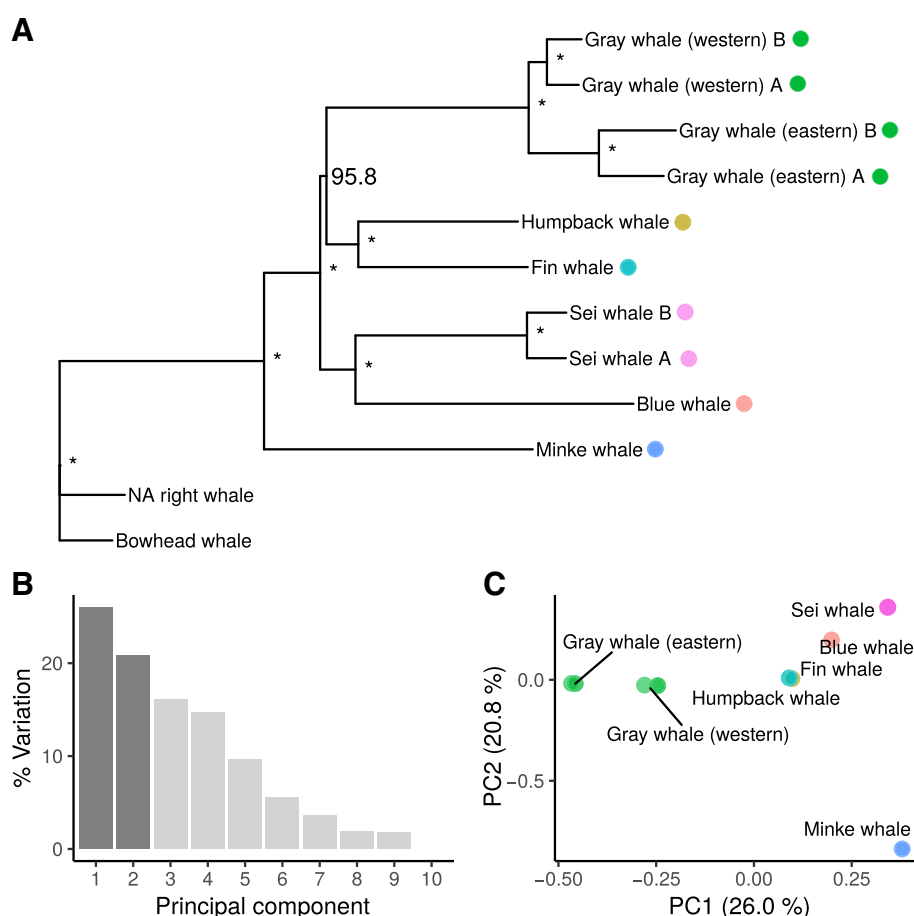 A
Gray whale (western) B
*
Gray whale (western) A
*
Gray whale (eastern) B
*
Gray whale (eastern) A
95.8
Humpback whale
*
Fin whale
*
Sei whale B
*
Sei whale A
*
*
Blue whale
Minke whale
*
NA right whale
Bowhead whale
B
% Variation
20
10
0
1 2 3 4 5 6 7 8 9 10
Principal component
C
Sei whale
Gray whale (eastern)
Blue whale
Fin whale
Humpback whale
Gray whale (western)
Minke whale
PC2 (20.8 %)
0.0
−0.5
−0.50 −0.25 0.00 0.25
PC1 (26.0 %)